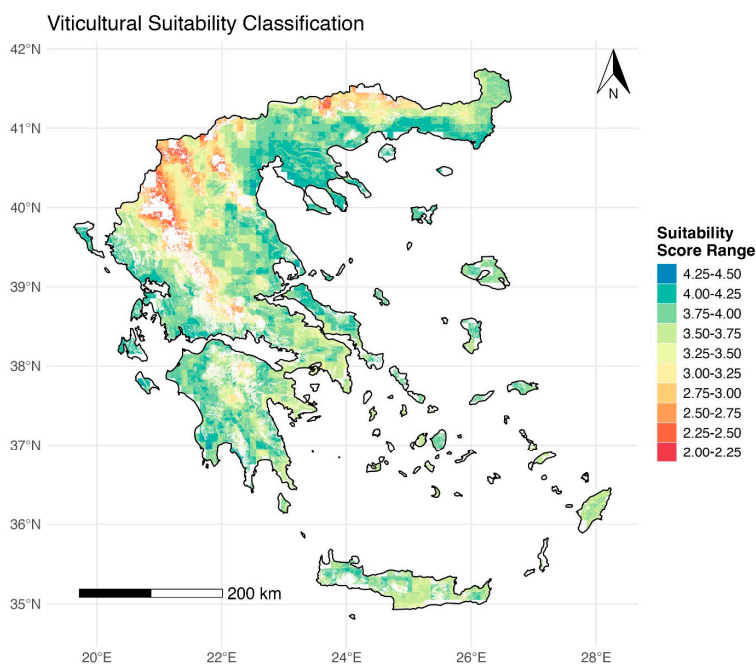 Viticultural Suitability Classification
42°N
41°N
40°N
39°N
38°N
37°N
36°N
35°N
N
Suitability
Score Range
4.25-4.50
4.00-4.25
3.75-4.00
3.50-3.75
3.25-3.50
3.00-3.25
2.75-3.00
2.50-2.75
2.25-2.50
2.00-2.25
200 km
20°E
22°E
24°E
26°E
28°E